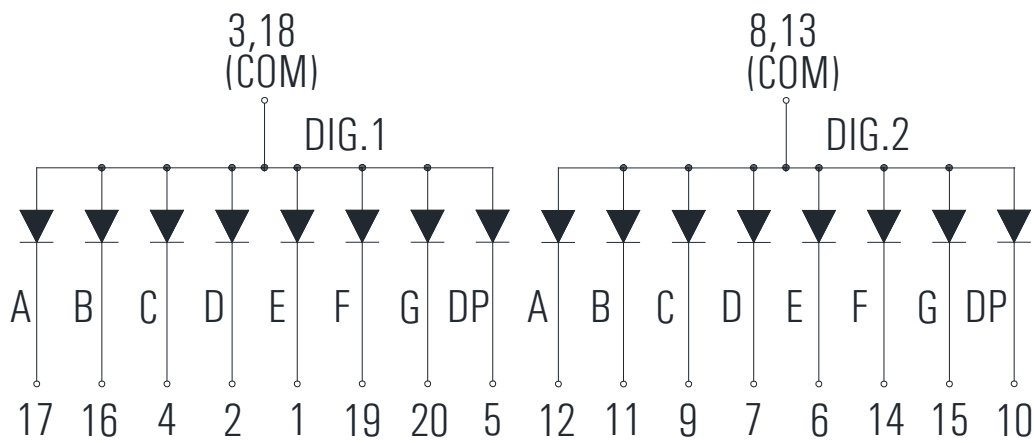 3,18 8,13
(COM) (COM)
DIG.1 DIG.2
A B C D E F G DP A B C D E F G DP
17 16 4 2 1 19 20 5 12 11 9 7 6 14 15 10